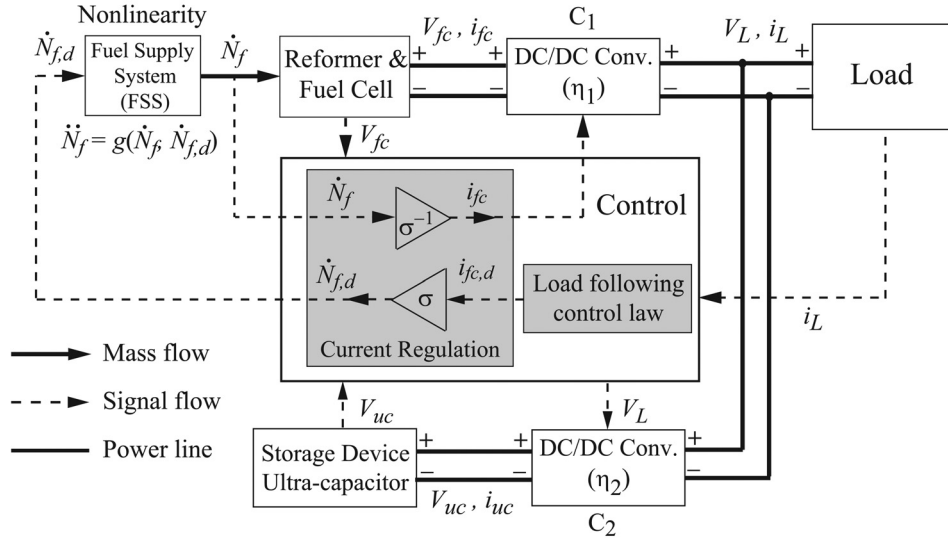 Nonlinearity
C₁
Ṅf,d
Fuel Supply
System
(FSS)
Ṅf
N̈f = g(Ṅf, Ṅf,d)
Reformer &
Fuel Cell
+ +
− −
Vfc , ifc
DC/DC Conv.
(η₁)
+ +
− −
VL, iL
Load
Vfc
Control
Ṅf
σ⁻¹
ifc
Ṅf,d
σ
ifc,d
Current Regulation
Load following
control law
iL
Mass flow
Signal flow
Power line
Vuc
VL
Storage Device
Ultra-capacitor
+ +
− −
Vuc , iuc
DC/DC Conv.
(η₂)
+
−
C₂